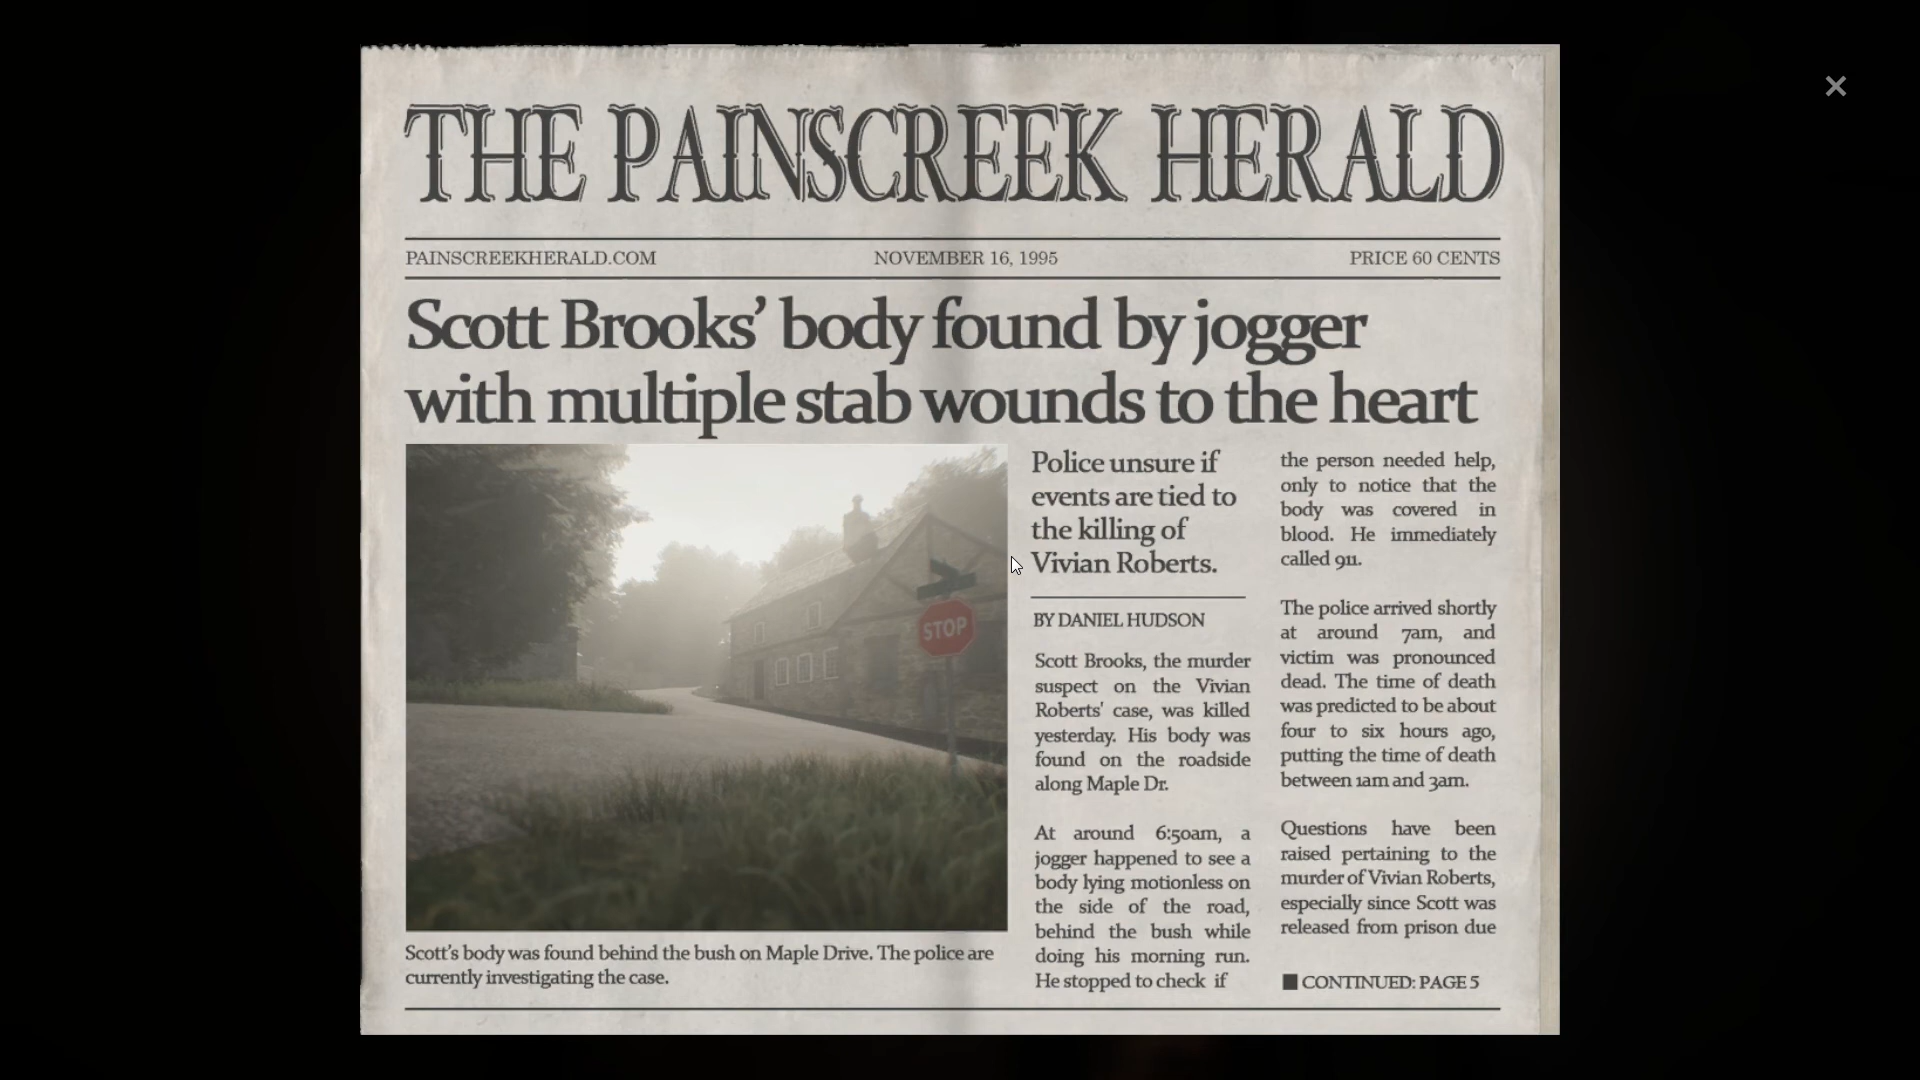 THE PAINSCREEK HERALD
PAINSCREEKHERALD.COM NOVEMBER 16, 1995 PRICE 60 CENTS
Scott Brooks’ body found by jogger
with multiple stab wounds to the heart
STOP
Scott's body was found behind the bush on Maple Drive. The police are
currently investigating the case.
Police unsure if
events are tied to
the killing of
Vivian Roberts.
BY DANIEL HUDSON
Scott Brooks, the murder
suspect on the Vivian
Roberts' case, was killed
yesterday. His body was
found on the roadside
along Maple Dr.
At around 6:50am, a
jogger happened to see a
body lying motionless on
the side of the road,
behind the bush while
doing his morning run.
He stopped to check if
the person needed help,
only to notice that the
body was covered in
blood. He immediately
called 911.
The police arrived shortly
at around 7am, and
victim was pronounced
dead. The time of death
was predicted to be about
four to six hours ago,
putting the time of death
between 1am and 3am.
Questions have been
raised pertaining to the
murder of Vivian Roberts,
especially since Scott was
released from prison due
■ CONTINUED: PAGE 5